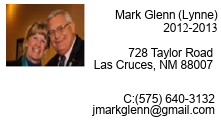 Mark Glenn (Lynne)
2012-2013
728 Taylor Road
Las Cruces, NM 88007
C:(575) 640-3132
jmarkglenn@gmail.com